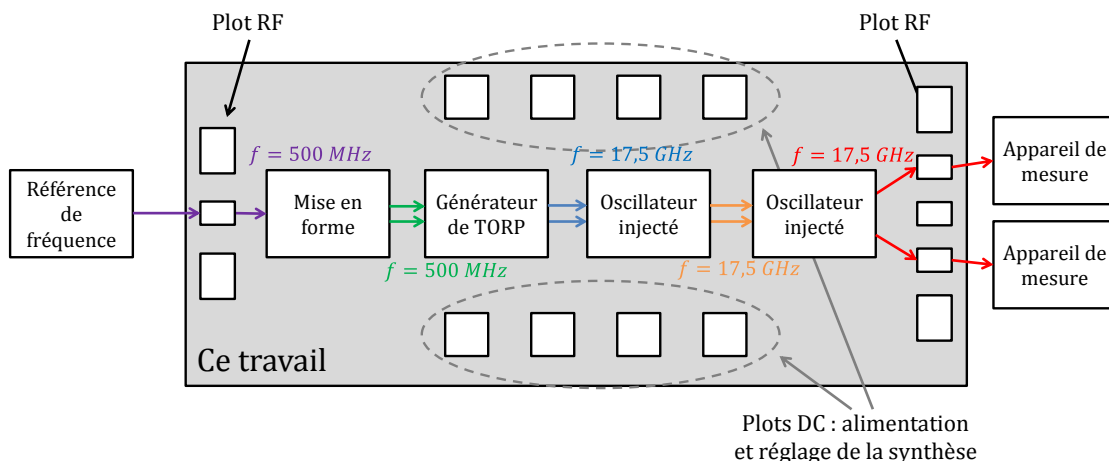 Plot RF
Plot RF
f = 500 MHz
f = 17,5 GHz
f = 17,5 GHz
Référence
de
fréquence
Mise en
forme
Générateur
de TORP
Oscillateur
injecté
Oscillateur
injecté
Appareil de
mesure
Appareil de
mesure
f = 500 MHz
f = 17,5 GHz
Ce travail
Plots DC : alimentation
et réglage de la synthèse